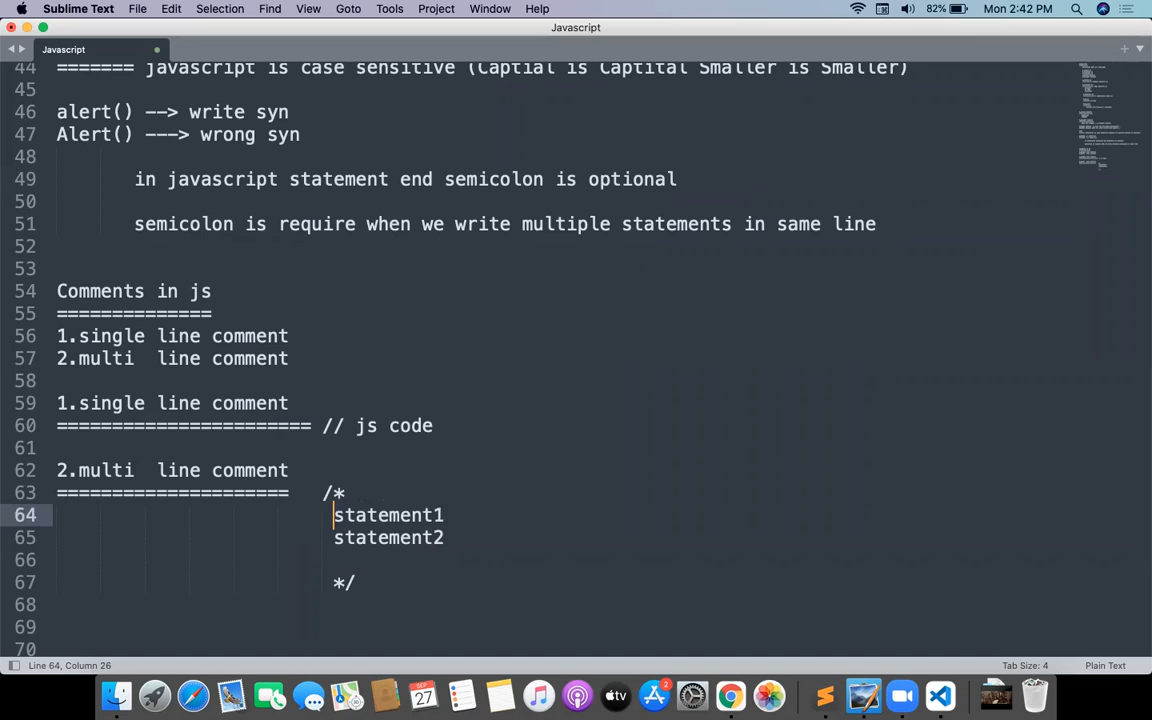 Sublime Text File Edit Selection Find View Goto Tools Project Window Help 82% Mon 2:42 PM
Javascript
Javascript
44 ======= javascript is case sensitive (Captial is Captital Smaller is Smaller)
45
46 alert() --> write syn
47 Alert() ---> wrong syn
48
49 in javascript statement end semicolon is optional
50
51 semicolon is require when we write multiple statements in same line
52
53
54 Comments in js
55 ==============
56 1.single line comment
57 2.multi  line comment
58
59 1.single line comment
60 ======================= // js code
61
62 2.multi  line comment
63 =====================   /*
64 statement1
65 statement2
66
67 */
68
69
70
Line 64, Column 26 Tab Size: 4 Plain Text
SEP 27 tv 2